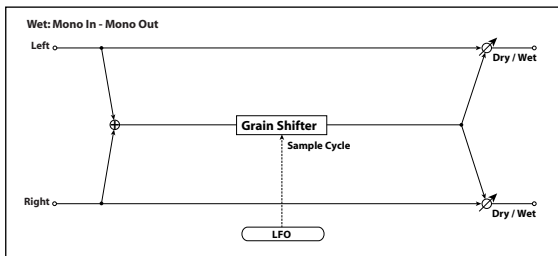 Wet: Mono In - Mono Out
Left
Dry / Wet
Grain Shifter
Sample Cycle
Right
Dry / Wet
LFO